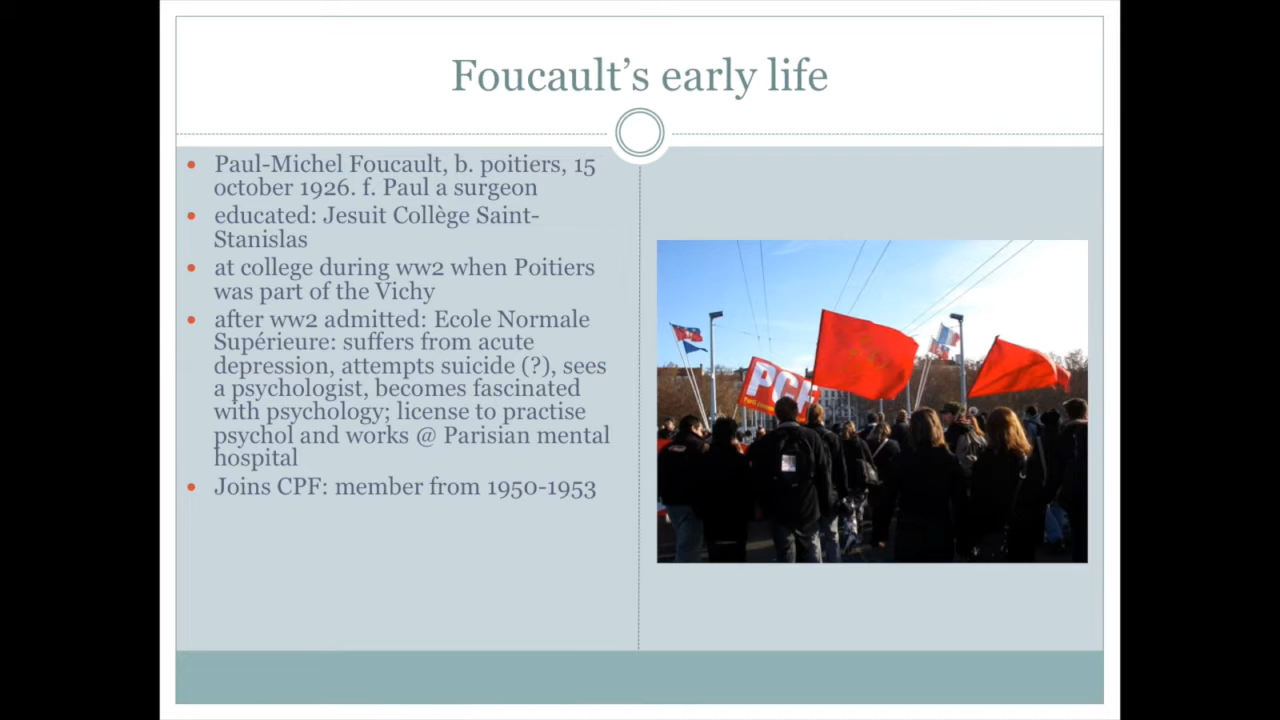 Foucault's early life
Paul-Michel Foucault, b. poitiers, 15
october 1926. f. Paul a surgeon
educated: Jesuit Collège Saint-
Stanislas
at college during ww2 when Poitiers
was part of the Vichy
after ww2 admitted: Ecole Normale
Supérieure: suffers from acute
depression, attempts suicide (?), sees
a psychologist, becomes fascinated
with psychology; license to practise
psychol and works @ Parisian mental
hospital
Joins CPF: member from 1950-1953
PCF